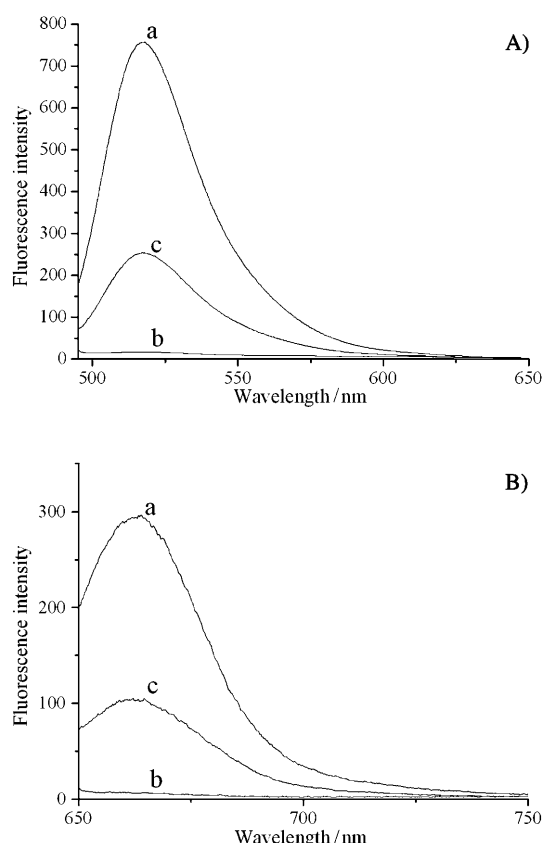 A)
800
a
700
600
500
400
300
c
200
100
b
0
500 550 600 650
Fluorescence intensity
Wavelength/nm
B)
300
a
200
c
100
b
0
650 700 750
Fluorescence intensity
Wavelength/nm